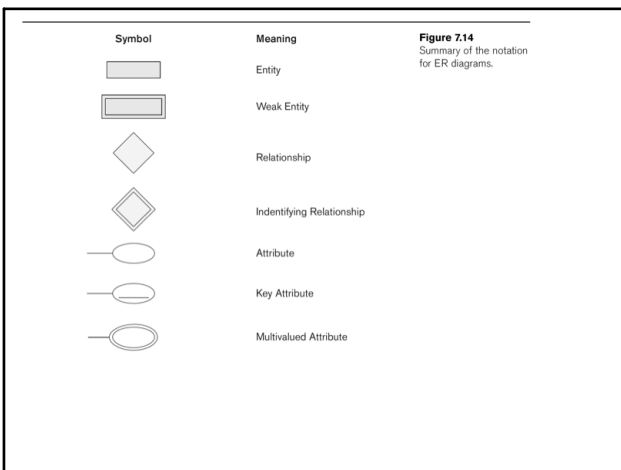 Symbol Meaning Figure 7.14
Summary of the notation
for ER diagrams.
Entity
Weak Entity
Relationship
Indentifying Relationship
Attribute
Key Attribute
Multivalued Attribute